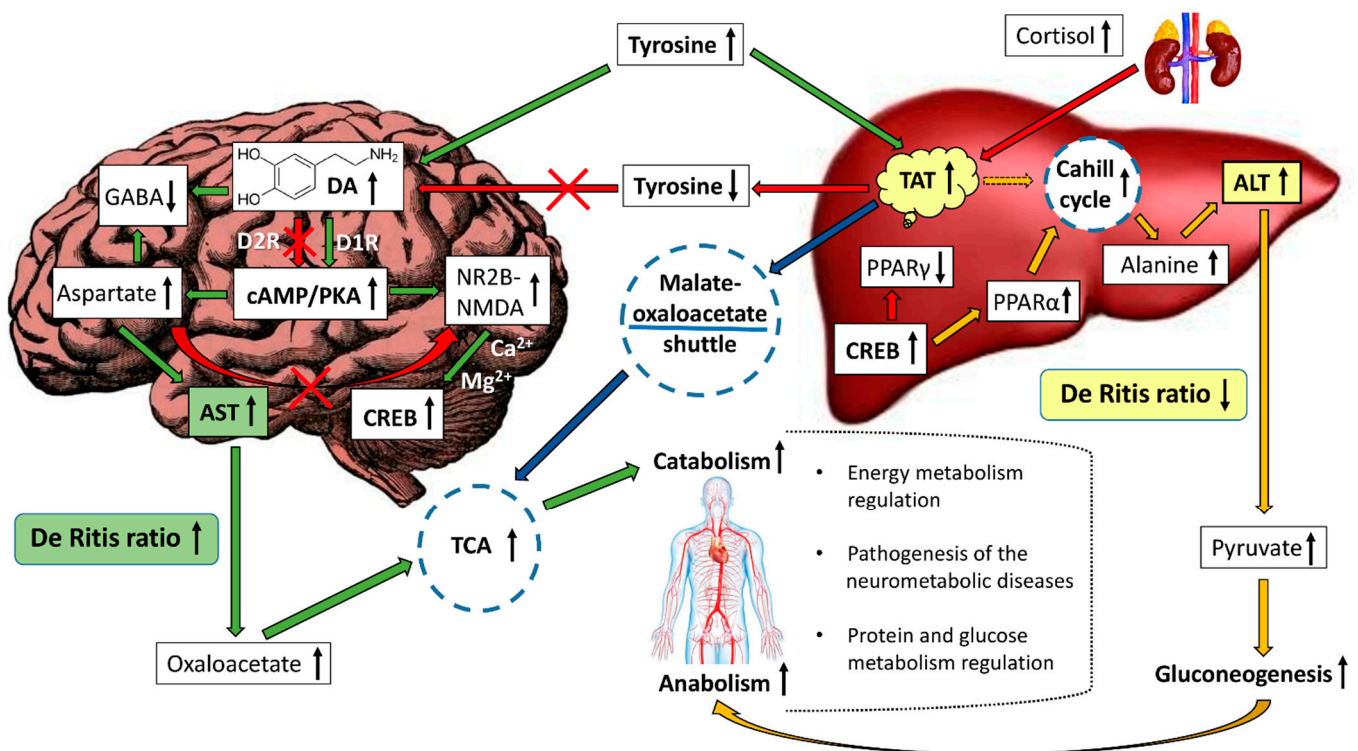 Tyrosine ↑
Cortisol ↑
HO
HO
NH₂
DA ↑
GABA ↓
D2R
D1R
Aspartate ↑
cAMP/PKA ↑
NR2B-
NMDA ↑
Ca²⁺
Mg²⁺
AST ↑
CREB ↑
De Ritis ratio ↑
Oxaloacetate ↑
Tyrosine ↓
Malate-
oxaloacetate
shuttle
TCA ↑
TAT ↑
Cahill
cycle ↑
ALT ↑
Alanine ↑
PPARγ ↓
PPARα ↑
CREB ↑
De Ritis ratio ↓
Catabolism ↑
• Energy metabolism
regulation
• Pathogenesis of the
neurometabolic diseases
• Protein and glucose
metabolism regulation
Anabolism ↑
Pyruvate ↑
Gluconeogenesis ↑